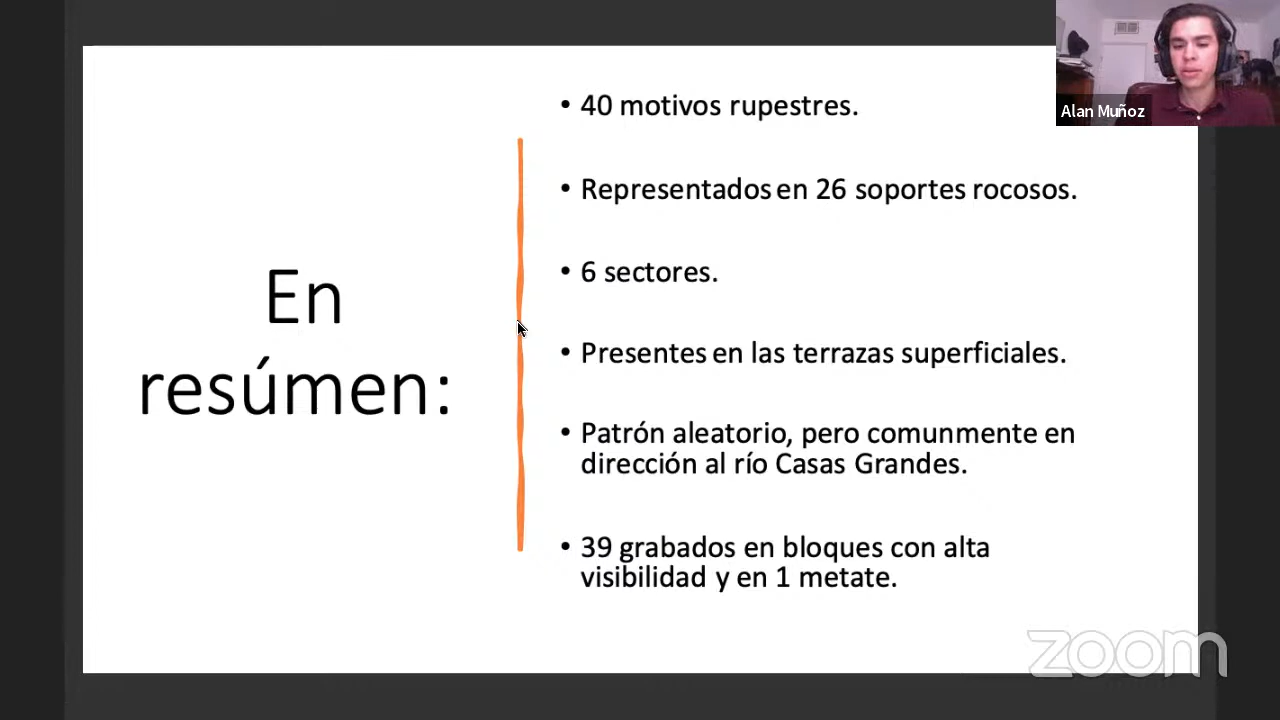 En
resúmen:
• 40 motivos rupestres.
• Representados en 26 soportes rocosos.
• 6 sectores.
• Presentes en las terrazas superficiales.
• Patrón aleatorio, pero comunmente en
dirección al río Casas Grandes.
• 39 grabados en bloques con alta
visibilidad y en 1 metate.
Alan Muñoz
zoom